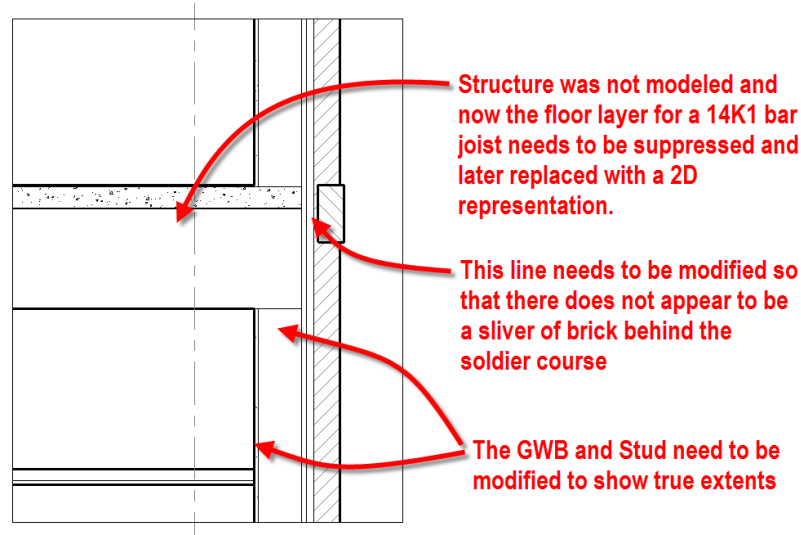 Structure was not modeled and
now the floor layer for a 14K1 bar
joist needs to be suppressed and
later replaced with a 2D
representation.
This line needs to be modified so
that there does not appear to be
a sliver of brick behind the
soldier course
The GWB and Stud need to be
modified to show true extents